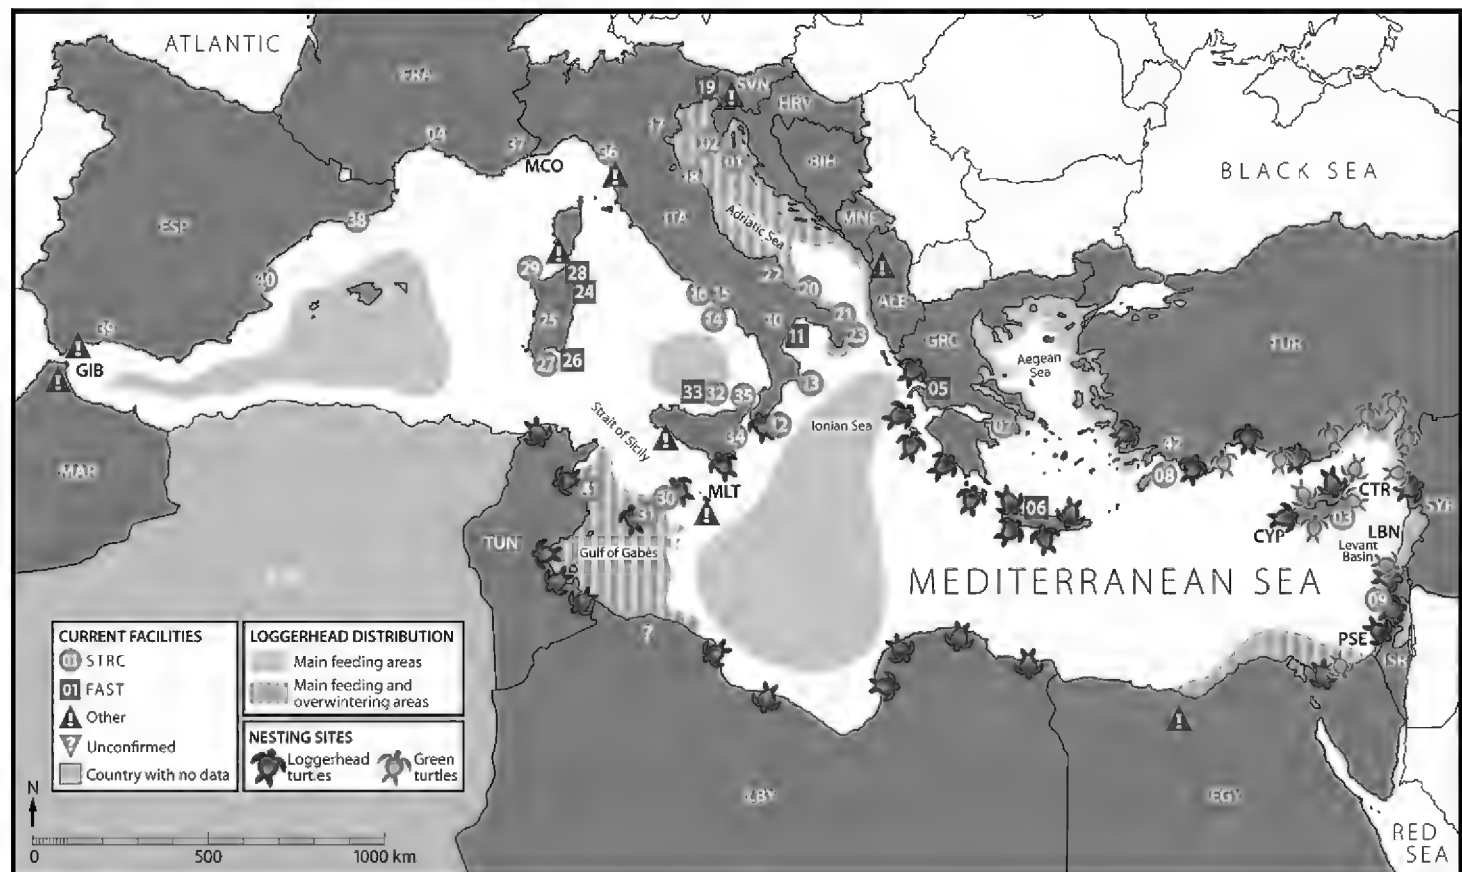 ATLANTIC
FRA
19
SVN
HRV
17
04
37
MCO
36
02
01
BIH
BLACK SEA
18
ESP
38
ITA
Adriatic Sea
MNE
40
29
28
24
22
20
ALB
16
15
14
25
10
11
21
23
GRC
Aegean
Sea
TUR
39
GIB
27
26
33
32
35
13
05
Strait of Sicily
34
12
Ionian Sea
07
42
08
MAR
41
30
31
MLT
06
CTR
03
CYP
LBN
SYR
Levant
Basin
TUN
Gulf of Gabès
MEDITERRANEAN SEA
09
PSE
ISR
?
LBY
EGY
RED
SEA
CURRENT FACILITIES
01 STRC
01 FAST
! Other
? Unconfirmed
Country with no data
LOGGERHEAD DISTRIBUTION
Main feeding areas
Main feeding and
overwintering areas
NESTING SITES
Loggerhead
turtles
Green
turtles
N
0 500 1000 km